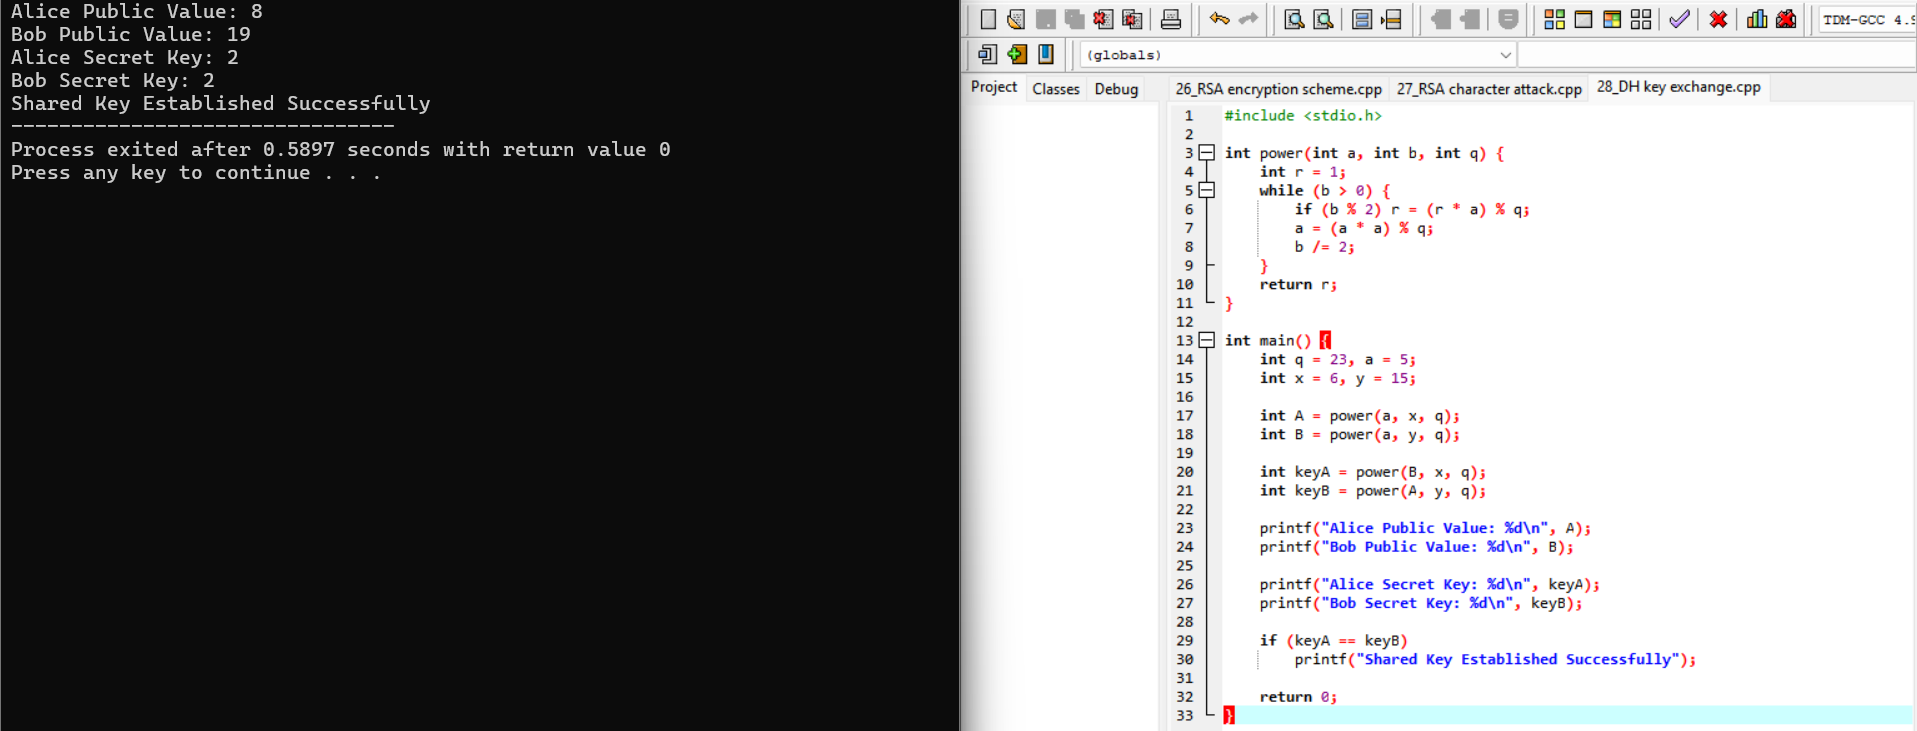 Alice Public Value: 8
Bob Public Value: 19
Alice Secret Key: 2
Bob Secret Key: 2
Shared Key Established Successfully
--------------------------------
Process exited after 0.5897 seconds with return value 0
Press any key to continue . . .
TDM-GCC 4.9
(globals)
Project Classes Debug
26_RSA encryption scheme.cpp 27_RSA character attack.cpp 28_DH key exchange.cpp
1 #include <stdio.h>
2
3 int power(int a, int b, int q) {
4     int r = 1;
5     while (b > 0) {
6         if (b % 2) r = (r * a) % q;
7         a = (a * a) % q;
8         b /= 2;
9     }
10     return r;
11 }
12
13 int main() {
14     int q = 23, a = 5;
15     int x = 6, y = 15;
16
17     int A = power(a, x, q);
18     int B = power(a, y, q);
19
20     int keyA = power(B, x, q);
21     int keyB = power(A, y, q);
22
23     printf("Alice Public Value: %d\n", A);
24     printf("Bob Public Value: %d\n", B);
25
26     printf("Alice Secret Key: %d\n", keyA);
27     printf("Bob Secret Key: %d\n", keyB);
28
29     if (keyA == keyB)
30         printf("Shared Key Established Successfully");
31
32     return 0;
33 }